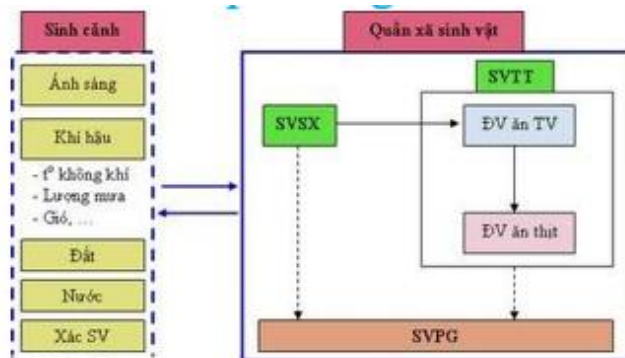 Sinh cảnh
Ánh sáng
Khí hậu
- tº không khí
- Lượng mưa
- Gió, ...
Đất
Nước
Xác SV
Quần xã sinh vật
SVTT
SVSX
ĐV ăn TV
ĐV ăn thịt
SVPG